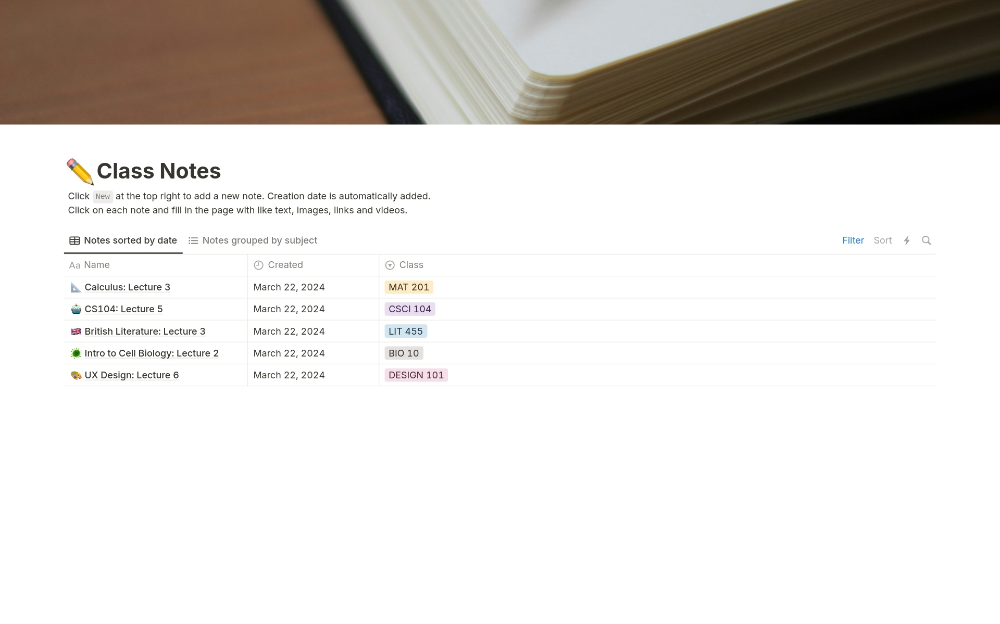 Class Notes
Click New at the top right to add a new note. Creation date is automatically added.
Click on each note and fill in the page with like text, images, links and videos.
Notes sorted by date Notes grouped by subject Filter Sort
Aa Name Created Class
Calculus: Lecture 3 March 22, 2024 MAT 201
CS104: Lecture 5 March 22, 2024 CSCI 104
British Literature: Lecture 3 March 22, 2024 LIT 455
Intro to Cell Biology: Lecture 2 March 22, 2024 BIO 10
UX Design: Lecture 6 March 22, 2024 DESIGN 101